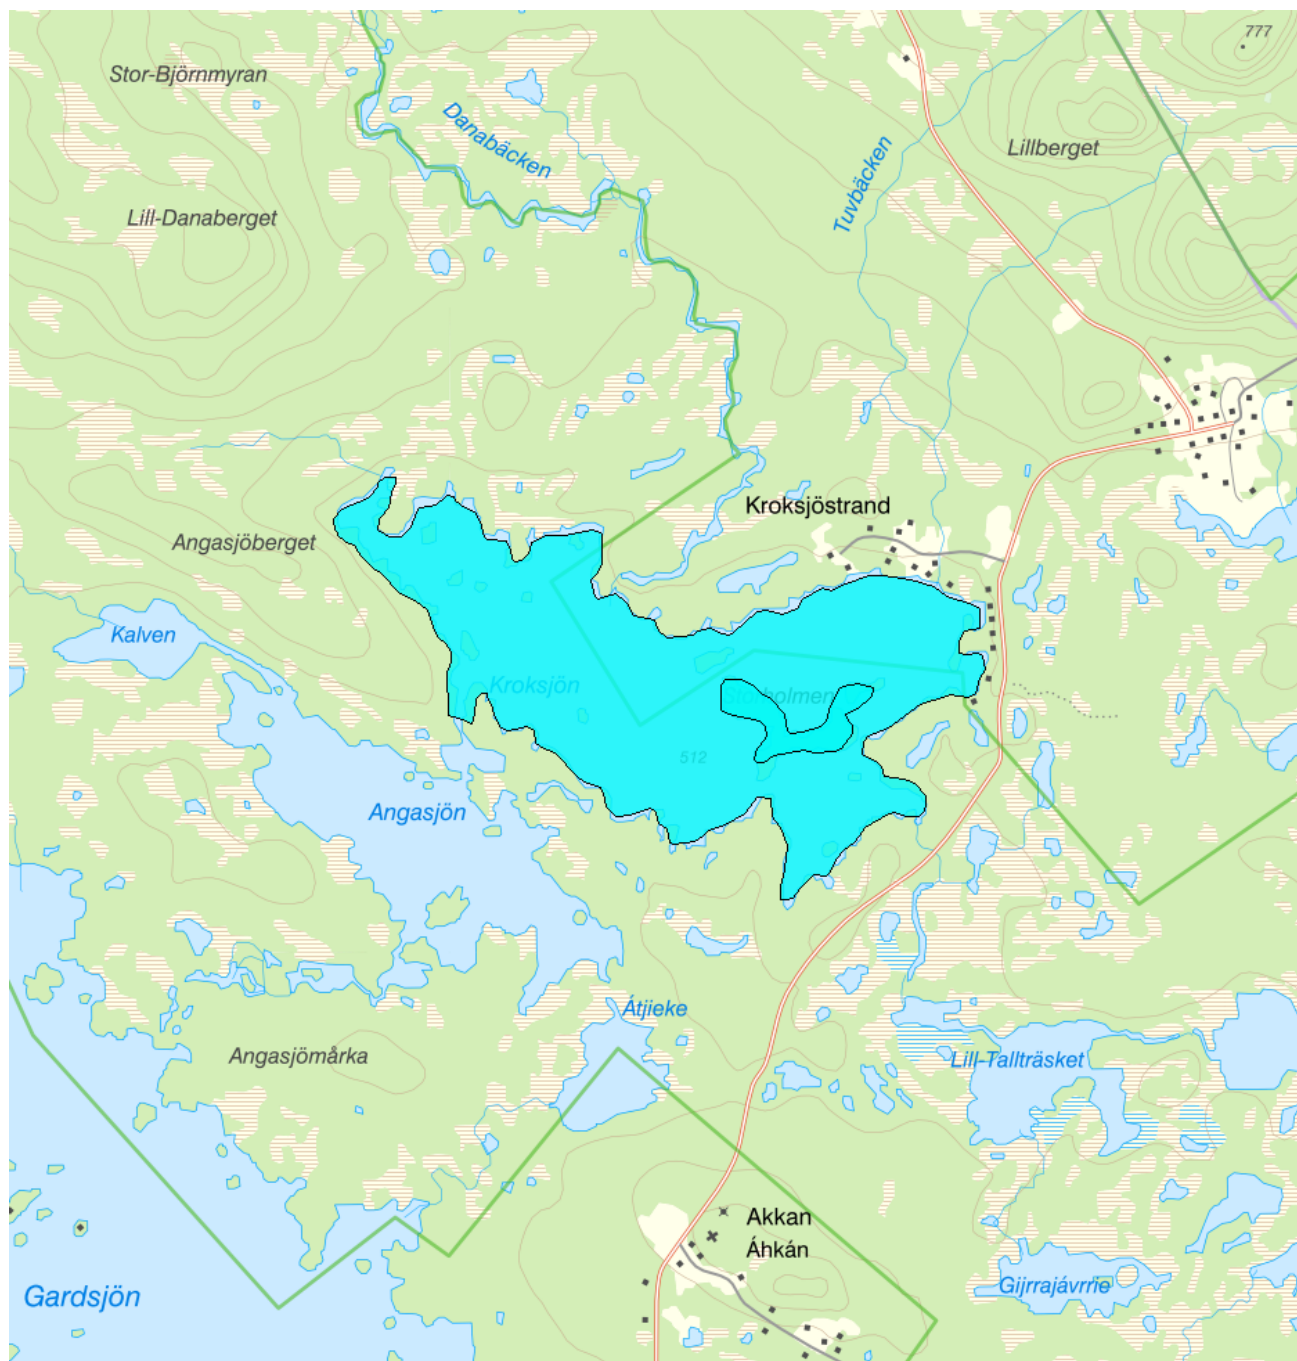 777
Stor-Björnmyran
Danabäcken
Lillberget
Tuvbäcken
Lill-Danaberget
Kroksjöstrand
Angasjöberget
Kalven
Kroksjön
Storholmen
512
Angasjön
Átjieke
Angasjömårka
Lill-Tallträsket
Akkan
Áhkán
Gijrrajávrrie
Gardsjön